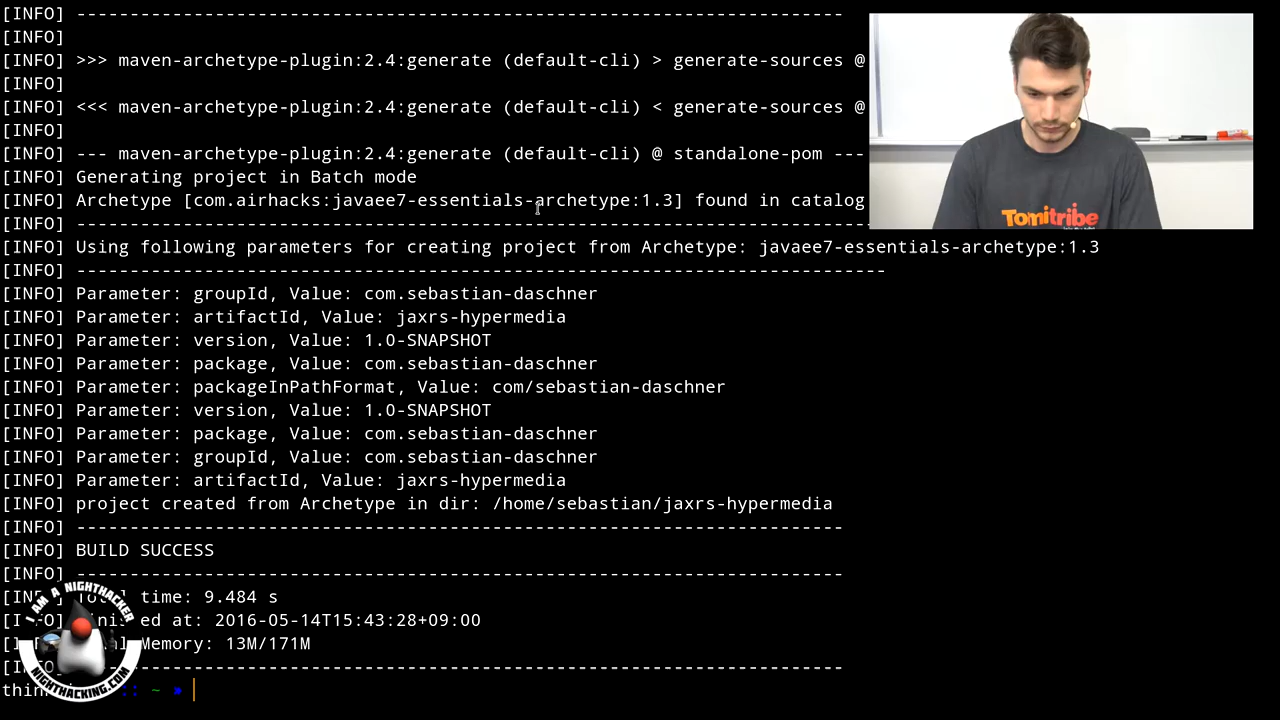 [INFO] ------------------------------------------------------------------------
[INFO]
[INFO] >>> maven-archetype-plugin:2.4:generate (default-cli) > generate-sources @
[INFO]
[INFO] <<< maven-archetype-plugin:2.4:generate (default-cli) < generate-sources @
[INFO]
[INFO] --- maven-archetype-plugin:2.4:generate (default-cli) @ standalone-pom ---
[INFO] Generating project in Batch mode
[INFO] Archetype [com.airhacks:javaee7-essentials-archetype:1.3] found in catalog
[INFO] ----------------------------------------------------------------------------
[INFO] Using following parameters for creating project from Archetype: javaee7-essentials-archetype:1.3
[INFO] ----------------------------------------------------------------------------
[INFO] Parameter: groupId, Value: com.sebastian-daschner
[INFO] Parameter: artifactId, Value: jaxrs-hypermedia
[INFO] Parameter: version, Value: 1.0-SNAPSHOT
[INFO] Parameter: package, Value: com.sebastian-daschner
[INFO] Parameter: packageInPathFormat, Value: com/sebastian-daschner
[INFO] Parameter: version, Value: 1.0-SNAPSHOT
[INFO] Parameter: package, Value: com.sebastian-daschner
[INFO] Parameter: groupId, Value: com.sebastian-daschner
[INFO] Parameter: artifactId, Value: jaxrs-hypermedia
[INFO] project created from Archetype in dir: /home/sebastian/jaxrs-hypermedia
[INFO] ------------------------------------------------------------------------
[INFO] BUILD SUCCESS
[INFO] ------------------------------------------------------------------------
time: 9.484 s
at: 2016-05-14T15:43:28+09:00
Memory: 13M/171M
------------------------------------------------------------------------
:: ~
Tomitribe
I AM A NIGHTHACKER
NIGHTHACKING.COM